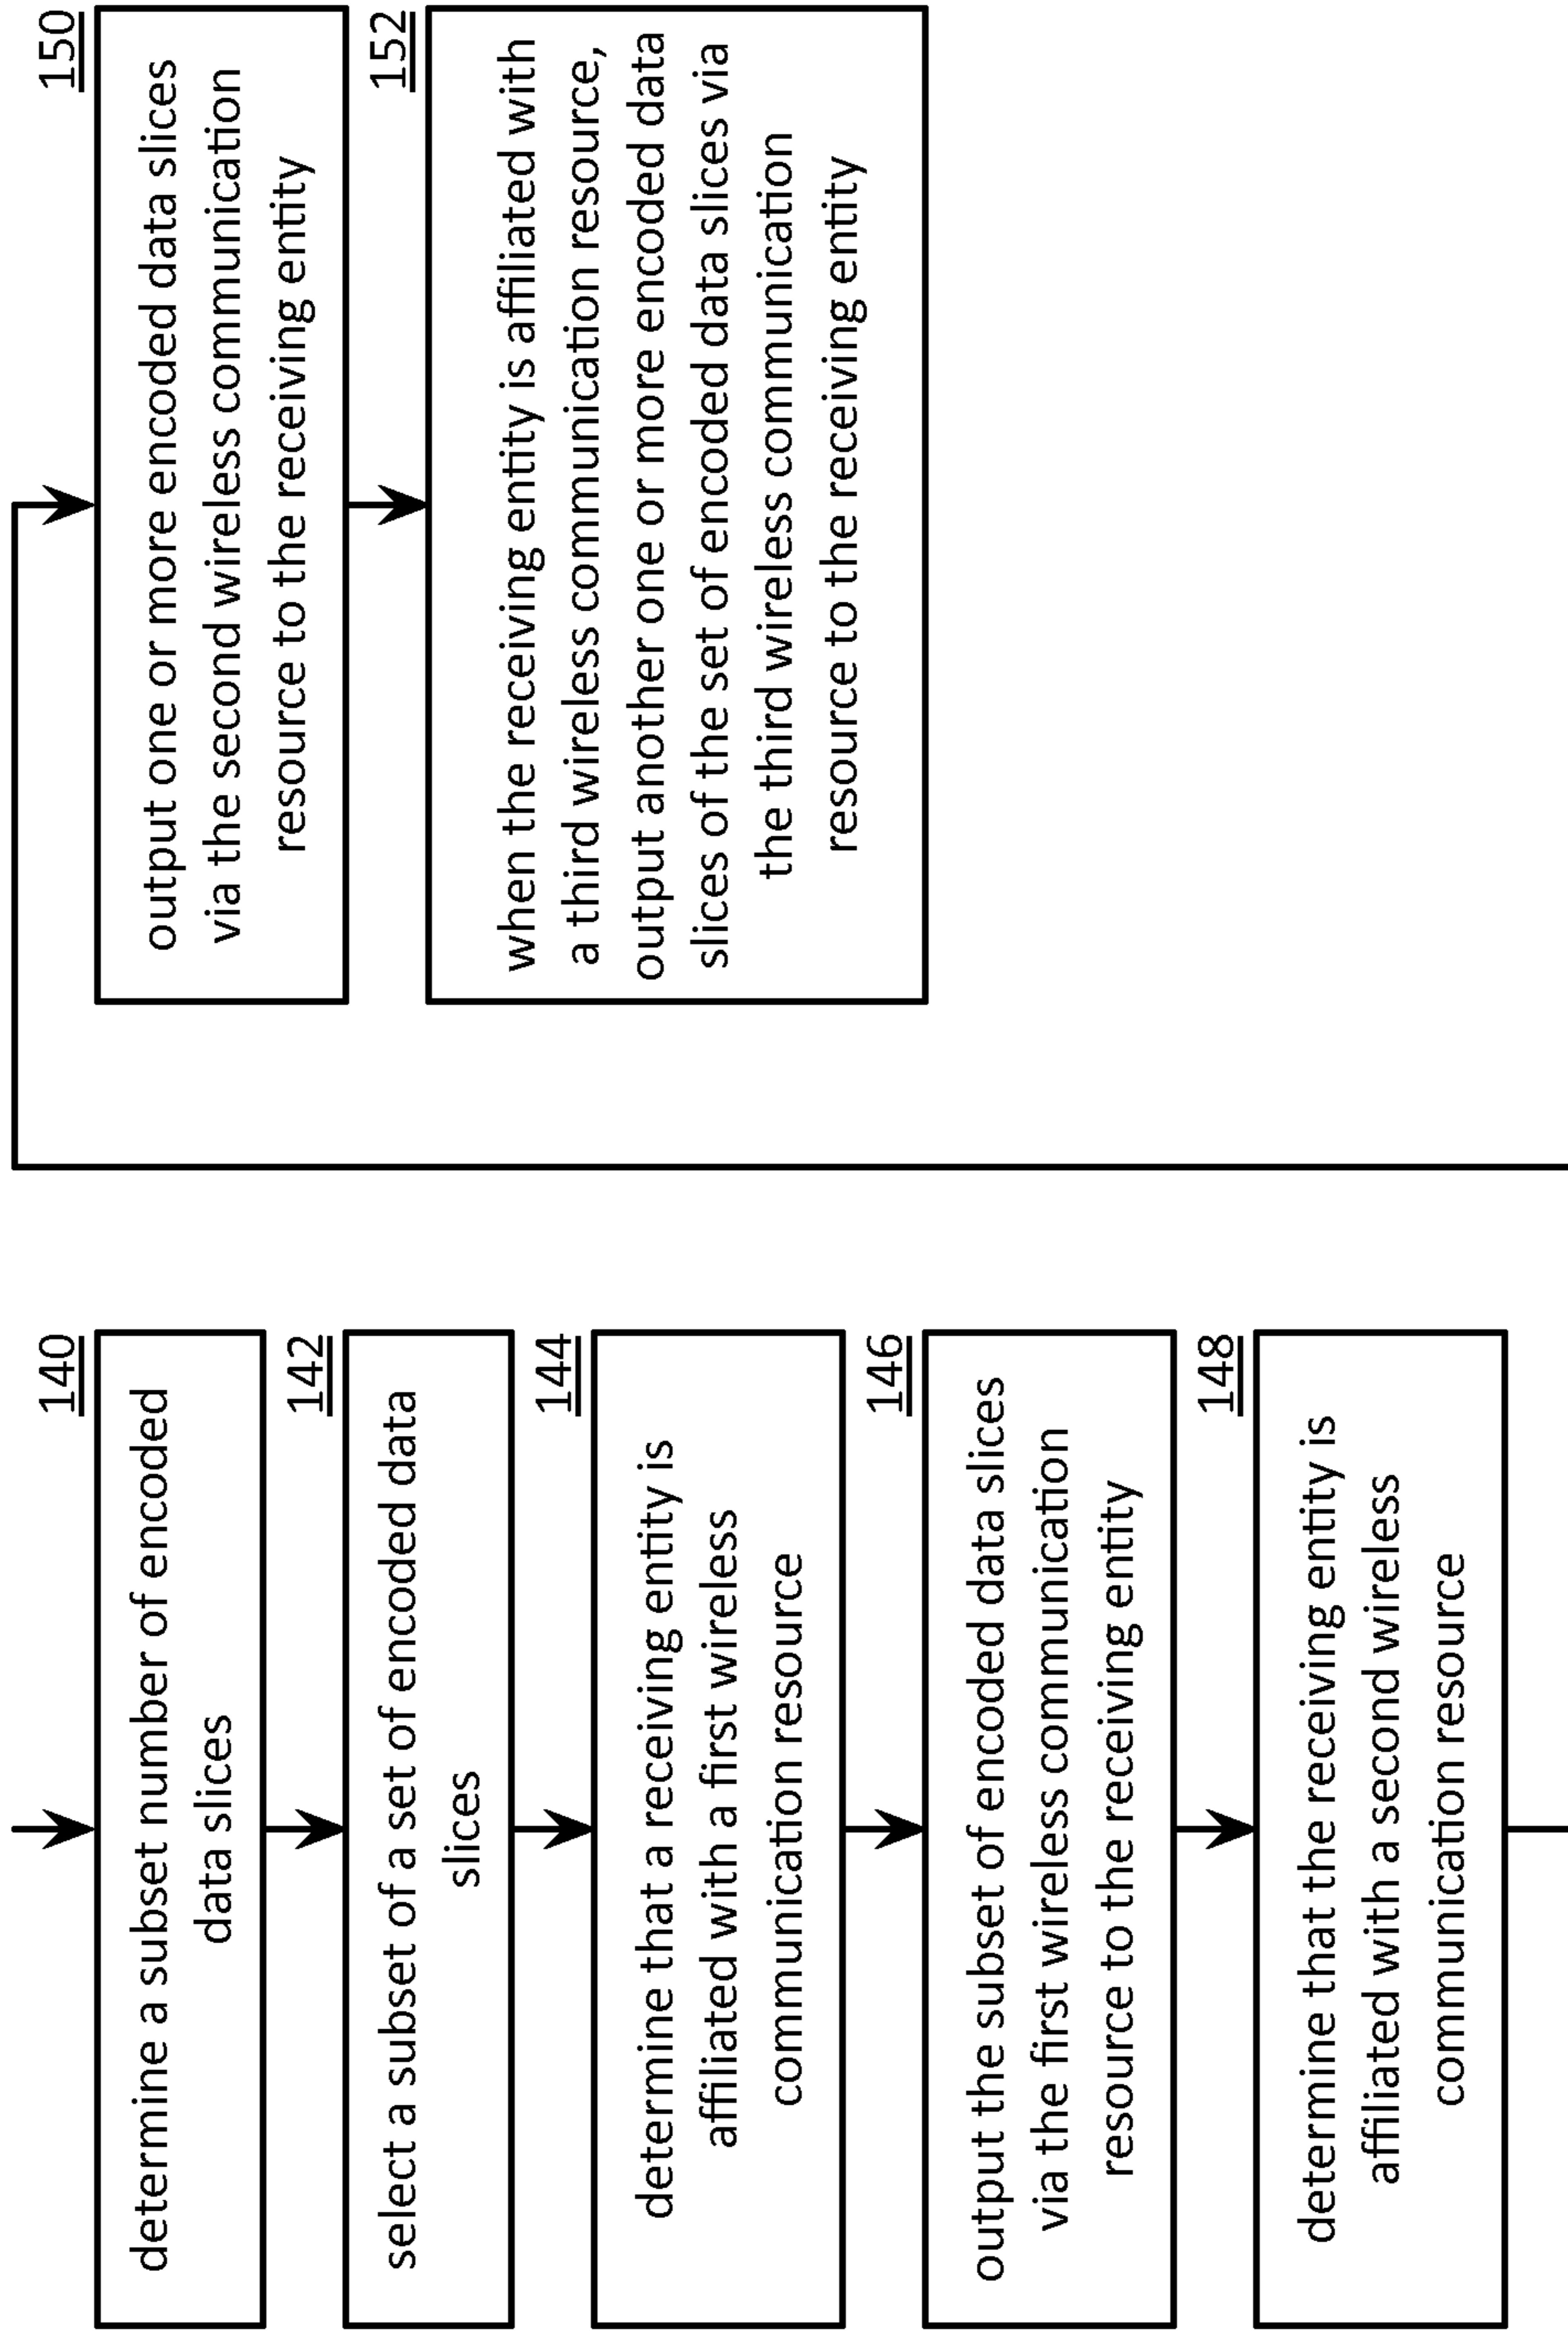 140
determine a subset number of encoded
data slices
142
select a subset of a set of encoded data
slices
144
determine that a receiving entity is
affiliated with a first wireless
communication resource
146
output the subset of encoded data slices
via the first wireless communication
resource to the receiving entity
148
determine that the receiving entity is
affiliated with a second wireless
communication resource
150
output one or more encoded data slices
via the second wireless communication
resource to the receiving entity
152
when the receiving entity is affiliated with
a third wireless communication resource,
output another one or more encoded data
slices of the set of encoded data slices via
the third wireless communication
resource to the receiving entity